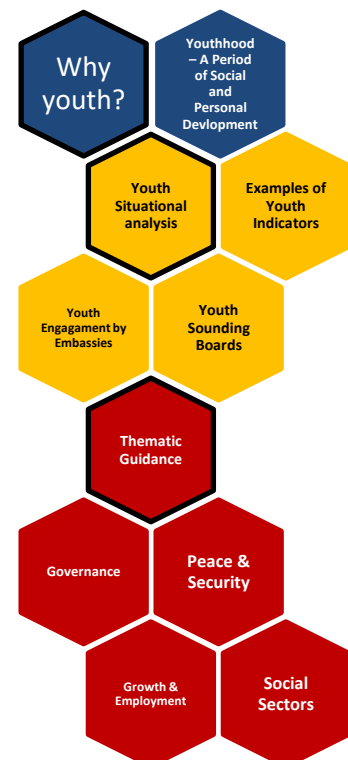 Why
youth?
Youthhood
– A Period
of Social
and
Personal
Devlopment
Youth
Situational
analysis
Examples of
Youth
Indicators
Youth
Engagament by
Embassies
Youth
Sounding
Boards
Thematic
Guidance
Governance
Peace &
Security
Growth &
Employment
Social
Sectors